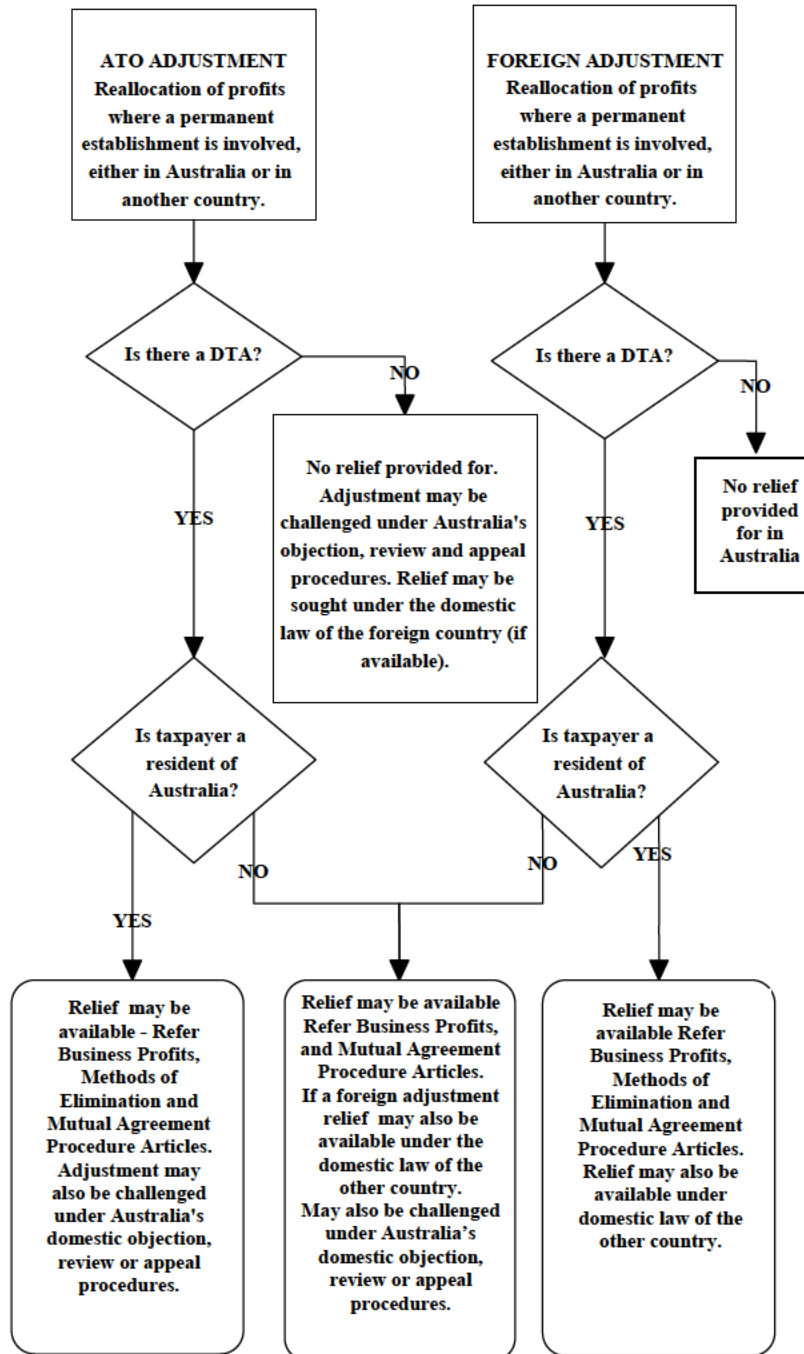 ATO ADJUSTMENT
Reallocation of profits
where a permanent
establishment is involved,
either in Australia or in
another country.
FOREIGN ADJUSTMENT
Reallocation of profits
where a permanent
establishment is involved,
either in Australia or in
another country.
Is there a DTA?
NO
Is there a DTA?
NO
YES
No relief provided for.
Adjustment may be
challenged under Australia's
objection, review and appeal
procedures. Relief may be
sought under the domestic
law of the foreign country (if
available).
YES
No relief
provided
for in
Australia
Is taxpayer a
resident of
Australia?
Is taxpayer a
resident of
Australia?
YES
NO
NO
YES
Relief may be
available - Refer
Business Profits,
Methods of
Elimination and
Mutual Agreement
Procedure Articles.
Adjustment may
also be challenged
under Australia's
domestic objection,
review or appeal
procedures.
Relief may be available
Refer Business Profits,
and Mutual Agreement
Procedure Articles.
If a foreign adjustment
relief may also be
available under the
domestic law of the
other country.
May also be challenged
under Australia’s
domestic objection,
review or appeal
procedures.
Relief may be
available Refer
Business Profits,
Methods of
Elimination and
Mutual Agreement
Procedure Articles.
Relief may also be
available under
domestic law of the
other country.